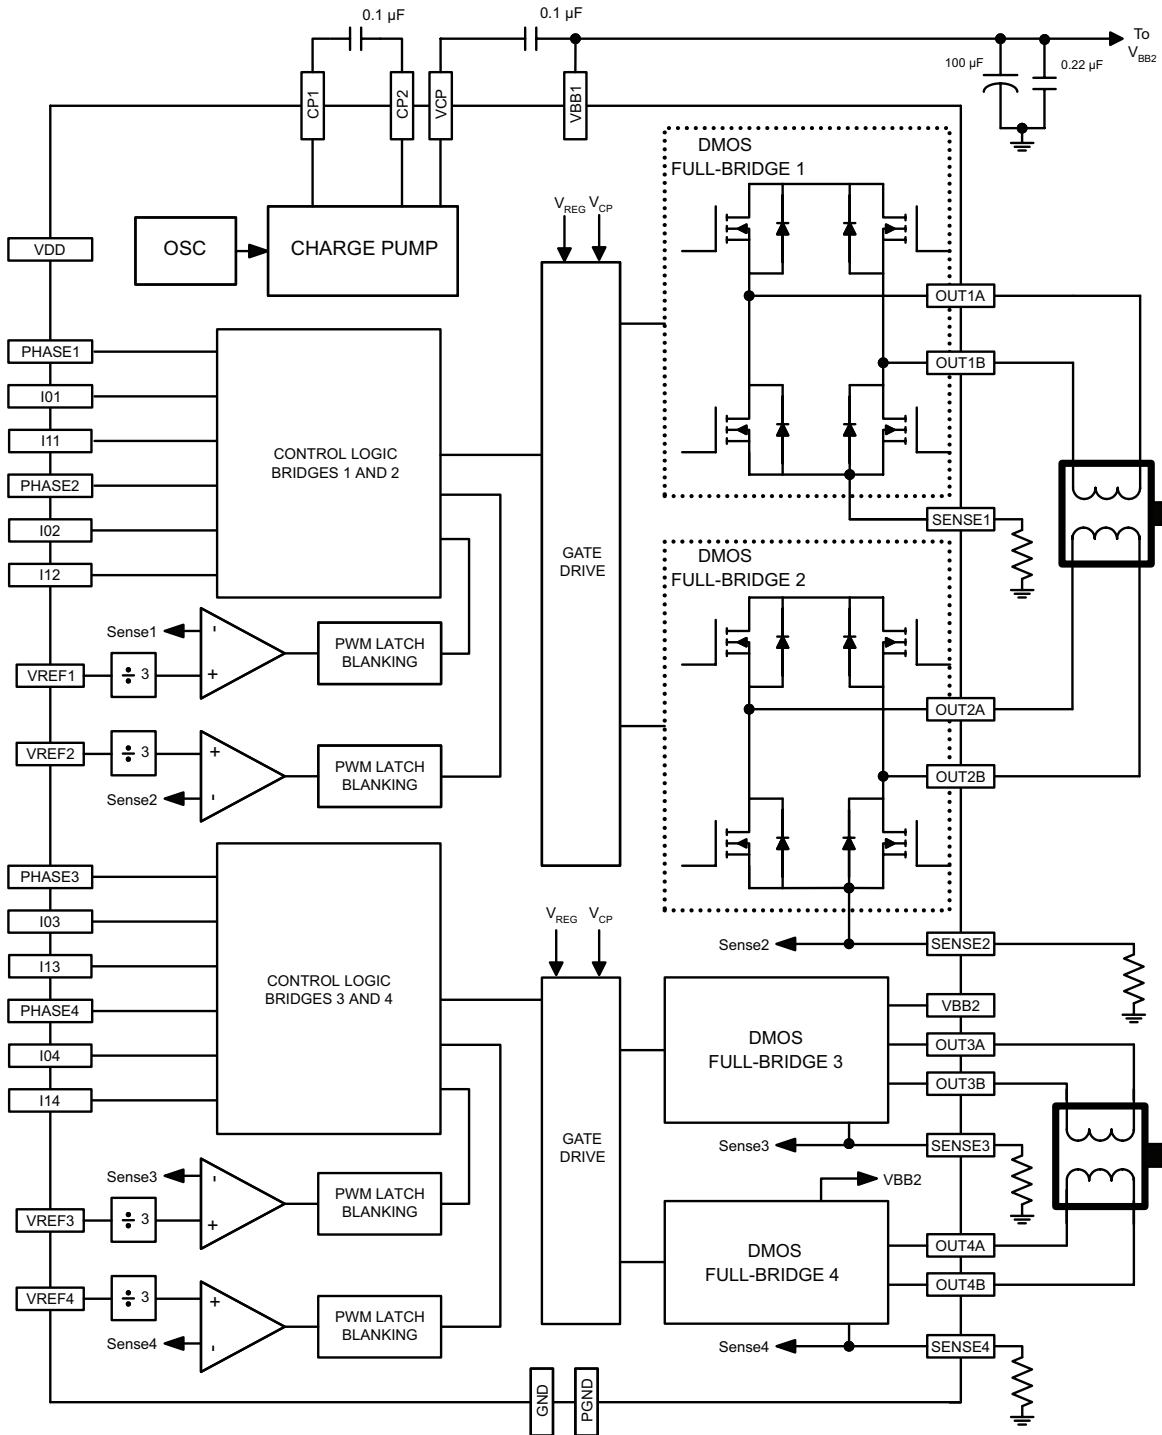 0.1 µF
0.1 µF
To
VBB2
100 µF
0.22 µF
CP1
CP2
VCP
VBB1
DMOS
FULL-BRIDGE 1
VREG VCP
OSC
CHARGE PUMP
VDD
OUT1A
PHASE1
OUT1B
I01
I11
CONTROL LOGIC
BRIDGES 1 AND 2
PHASE2
I02
SENSE1
I12
GATE
DRIVE
DMOS
FULL-BRIDGE 2
Sense1
-
PWM LATCH
BLANKING
VREF1
÷ 3
+
OUT2A
VREF2
÷ 3
+
PWM LATCH
BLANKING
OUT2B
Sense2
-
PHASE3
I03
VREG
VCP
Sense2
SENSE2
I13
CONTROL LOGIC
BRIDGES 3 AND 4
PHASE4
VBB2
DMOS
FULL-BRIDGE 3
OUT3A
I04
OUT3B
I14
GATE
DRIVE
Sense3
SENSE3
Sense3
-
PWM LATCH
BLANKING
VBB2
VREF3
÷ 3
+
DMOS
FULL-BRIDGE 4
OUT4A
OUT4B
VREF4
÷ 3
+
PWM LATCH
BLANKING
Sense4
-
Sense4
SENSE4
GND
PGND